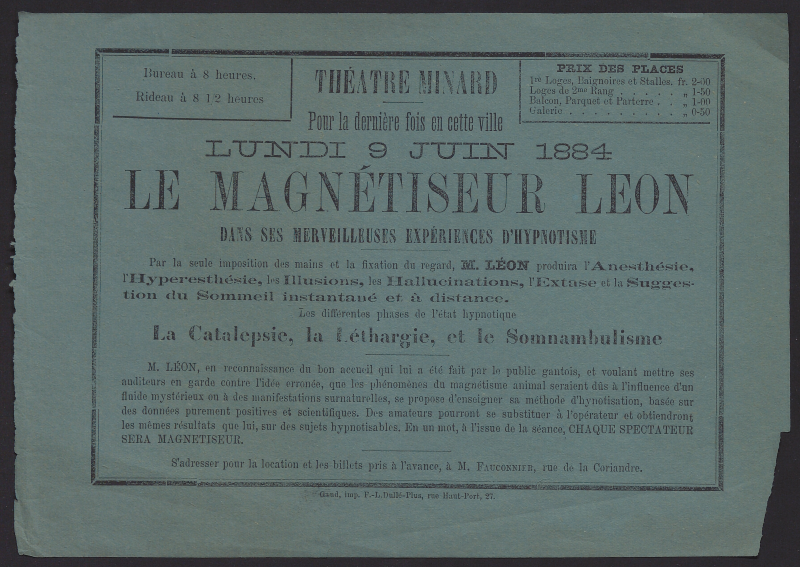 Bureau à 8 heures.
Rideau à 8 1/2 heures
THÉATRE MINARD
PRIX DES PLACES
1res Loges, Baignoires et Stalles, fr. 2-00
Loges de 2me Rang . . . . . „ 1-50
Balcon, Parquet et Parterre . . „ 1-00
Galerie . . . . . . . . . „ 0-50
Pour la dernière fois en cette ville
LUNDI 9 JUIN 1884
LE MAGNÉTISEUR LEON
DANS SES MERVEILLEUSES EXPÉRIENCES D'HYPNOTISME
Par la seule imposition des mains et la fixation du regard, M. LÉON produira l'Anesthésie,
l'Hyperesthésie, les Illusions, les Hallucinations, l'Extase et la Sugges-
tion du Sommeil instantané et à distance.
Les différentes phases de l'état hypnotique
La Catalepsie, la Léthargie, et le Somnambulisme
M. LÉON, en reconnaissance du bon accueil qui lui a été fait par le public gantois, et voulant mettre ses
auditeurs en garde contre l'idée erronée, que les phénomènes du magnétisme animal seraient dûs à l'influence d'un
fluide mystérieux ou à des manifestations surnaturelles, se propose d'enseigner sa méthode d'hynotisation, basée sur
des données purement positives et scientifiques. Des amateurs pourront se substituer à l'opérateur et obtiendront
les mêmes résultats que lui, sur des sujets hypnotisables. En un mot, à l'issue de la séance, CHAQUE SPECTATEUR
SERA MAGNETISEUR.
S'adresser pour la location et les billets pris à l'avance, à M. FAUCONNIER, rue de la Coriandre.
Gand, imp. F.-L. Dullé-Plus, rue Haut-Port, 27.